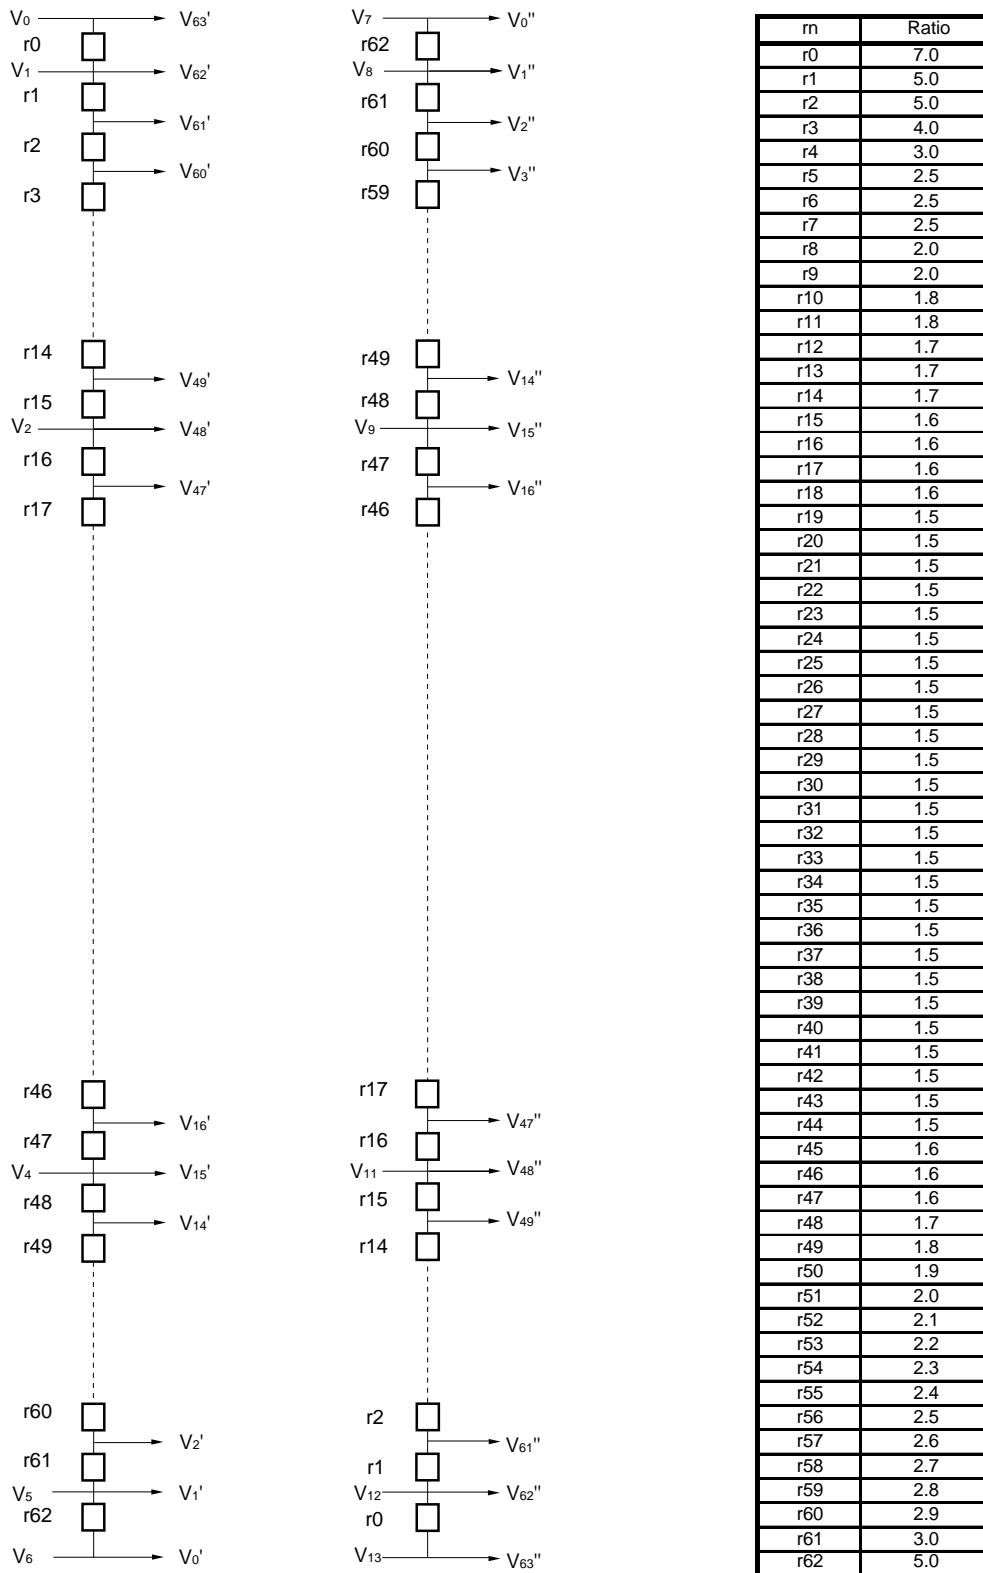 V0 V63'
r0
V1 V62'
r1
V61'
r2
V60'
r3
r14
V49'
r15
V2 V48'
r16
V47'
r17
r46
V16'
r47
V4 V15'
r48
V14'
r49
r60
V2'
r61
V5 V1'
r62
V6 V0'
V7 V0''
r62
V8 V1''
r61
V2''
r60
V3''
r59
r49
V14''
r48
V9 V15''
r47
V16''
r46
r17
V47''
r16
V11 V48''
r15
V49''
r14
r2
V61''
r1
V12 V62''
r0
V13 V63''
rn Ratio
r0 7.0
r1 5.0
r2 5.0
r3 4.0
r4 3.0
r5 2.5
r6 2.5
r7 2.5
r8 2.0
r9 2.0
r10 1.8
r11 1.8
r12 1.7
r13 1.7
r14 1.7
r15 1.6
r16 1.6
r17 1.6
r18 1.6
r19 1.5
r20 1.5
r21 1.5
r22 1.5
r23 1.5
r24 1.5
r25 1.5
r26 1.5
r27 1.5
r28 1.5
r29 1.5
r30 1.5
r31 1.5
r32 1.5
r33 1.5
r34 1.5
r35 1.5
r36 1.5
r37 1.5
r38 1.5
r39 1.5
r40 1.5
r41 1.5
r42 1.5
r43 1.5
r44 1.5
r45 1.6
r46 1.6
r47 1.6
r48 1.7
r49 1.8
r50 1.9
r51 2.0
r52 2.1
r53 2.2
r54 2.3
r55 2.4
r56 2.5
r57 2.6
r58 2.7
r59 2.8
r60 2.9
r61 3.0
r62 5.0